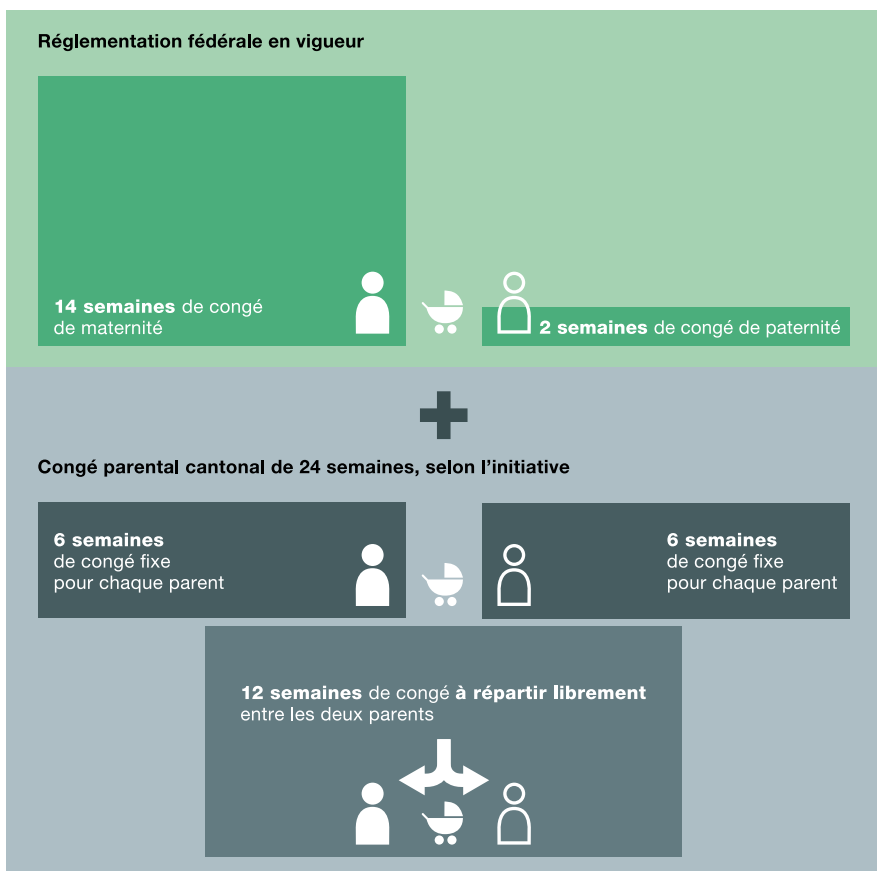 Réglementation fédérale en vigueur
14 semaines de congé
de maternité
2 semaines de congé de paternité
Congé parental cantonal de 24 semaines, selon l’initiative
6 semaines
de congé fixe
pour chaque parent
6 semaines
de congé fixe
pour chaque parent
12 semaines de congé à répartir librement
entre les deux parents